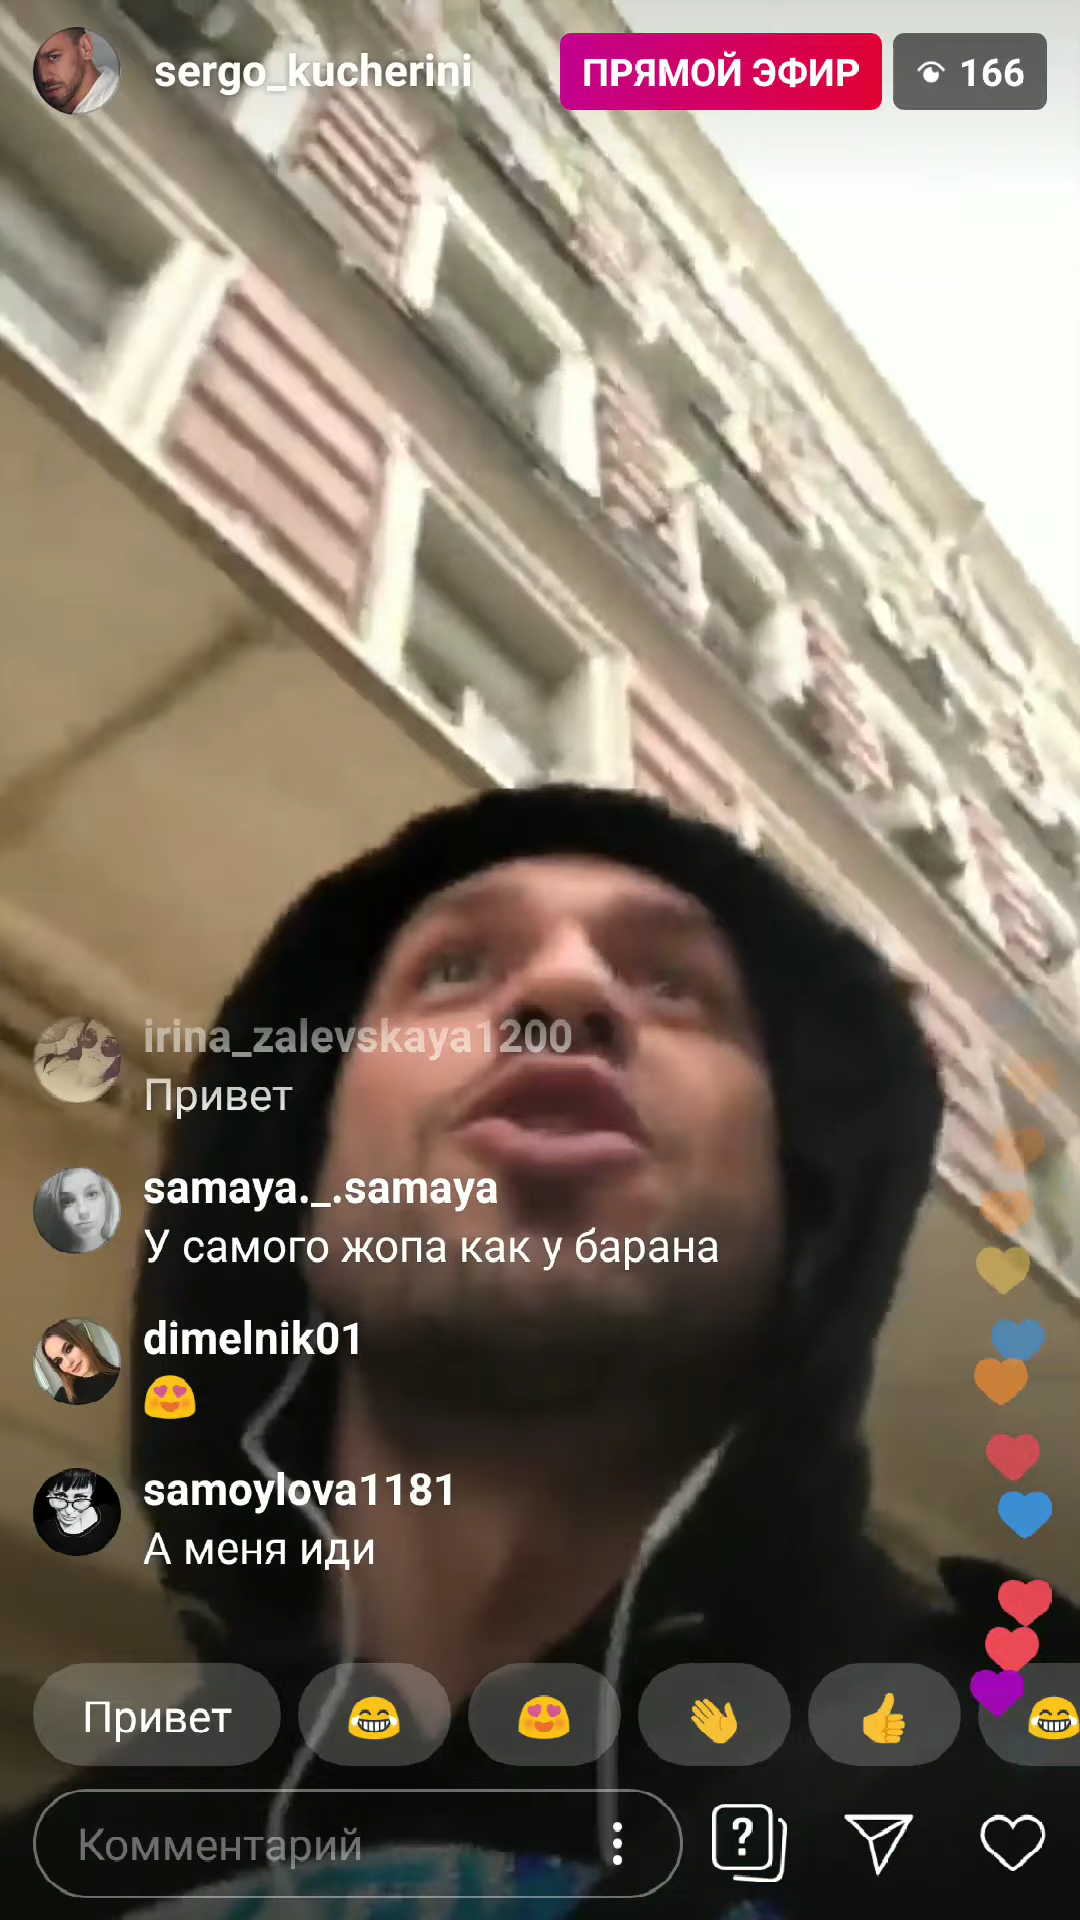 sergo_kucherini
ПРЯМОЙ ЭФИР
166
irina_zalevskaya1200
Привет
samaya._.samaya
У самого жопа как у барана
dimelnik01
😍
samoylova1181
А меня иди
Привет 😂 😍 👋 👍 😂
Комментарий